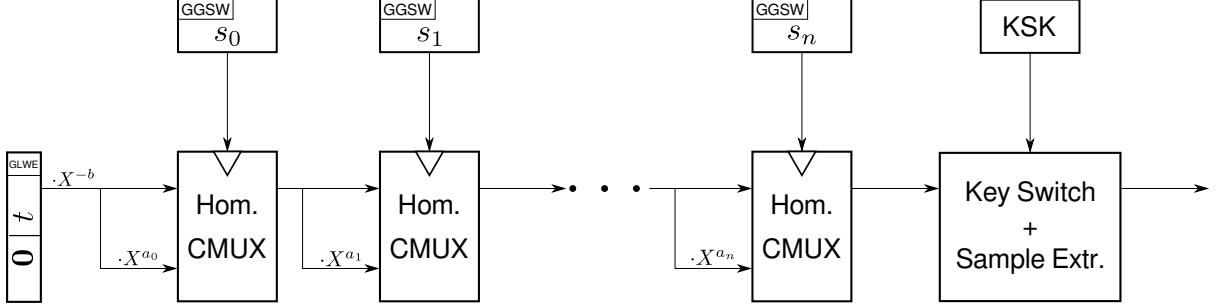 GGSW
s_0
GGSW
s_1
GGSW
s_n
KSK
GLWE
0 t
·X^{-b}
·X^{a_0}
Hom.
CMUX
·X^{a_1}
Hom.
CMUX
• • •
·X^{a_n}
Hom.
CMUX
Key Switch
+
Sample Extr.